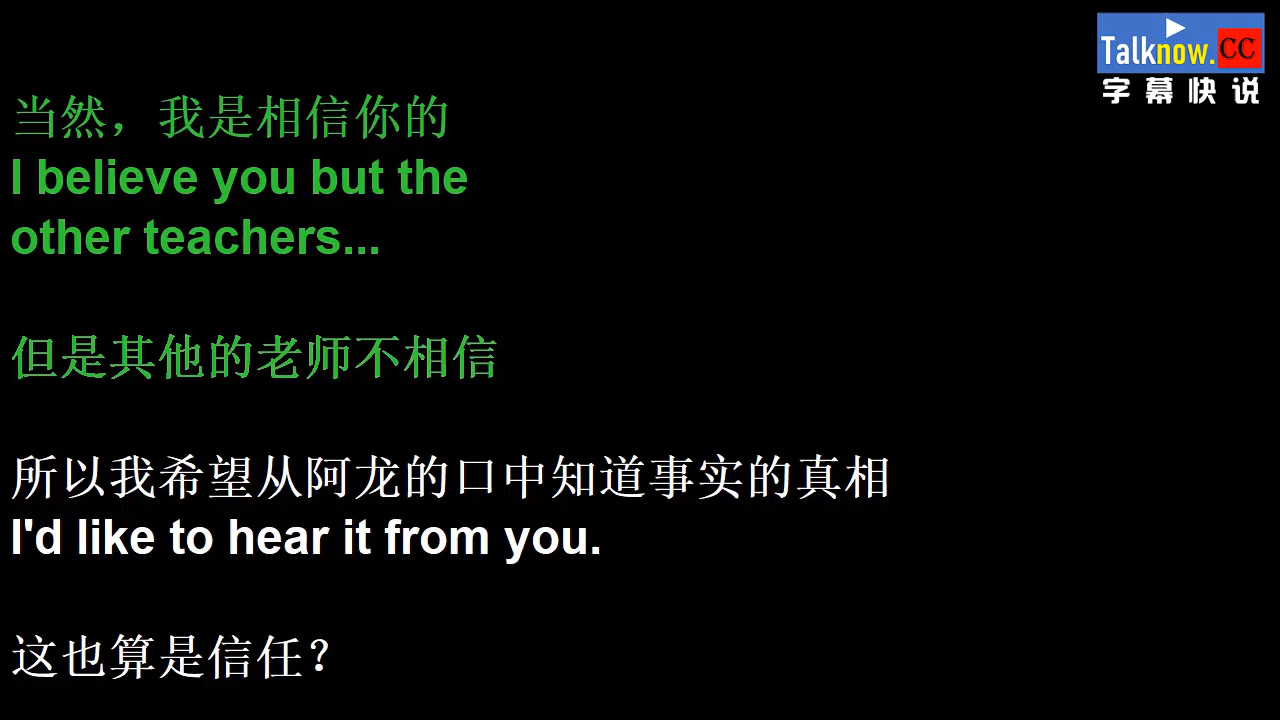 Talknow.CC
字幕快说
当然，我是相信你的
I believe you but the
other teachers...
但是其他的老师不相信
所以我希望从阿龙的口中知道事实的真相
I'd like to hear it from you.
这也算是信任？